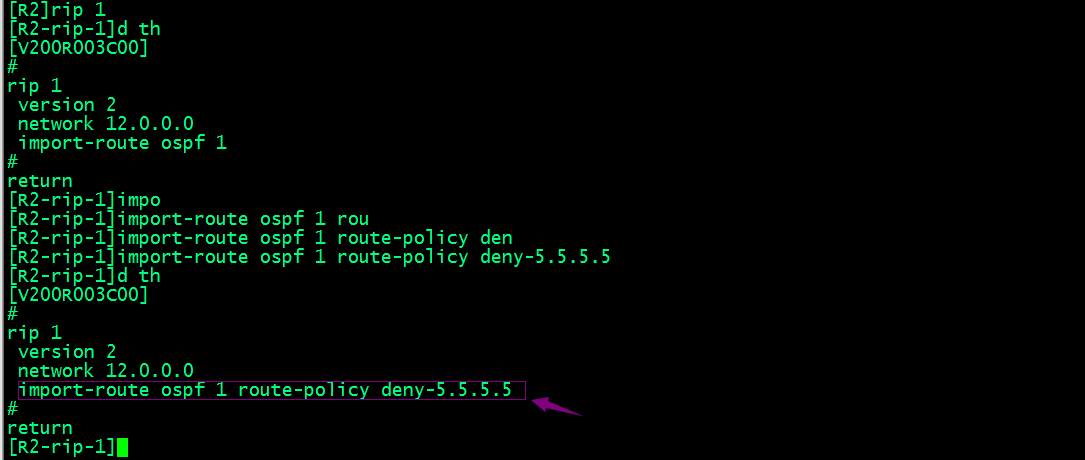 [R2]rip 1
[R2-rip-1]d th
[V200R003C00]
#
rip 1
 version 2
 network 12.0.0.0
 import-route ospf 1
#
return
[R2-rip-1]impo
[R2-rip-1]import-route ospf 1 rou
[R2-rip-1]import-route ospf 1 route-policy den
[R2-rip-1]import-route ospf 1 route-policy deny-5.5.5.5
[R2-rip-1]d th
[V200R003C00]
#
rip 1
 version 2
 network 12.0.0.0
 import-route ospf 1 route-policy deny-5.5.5.5
#
return
[R2-rip-1]